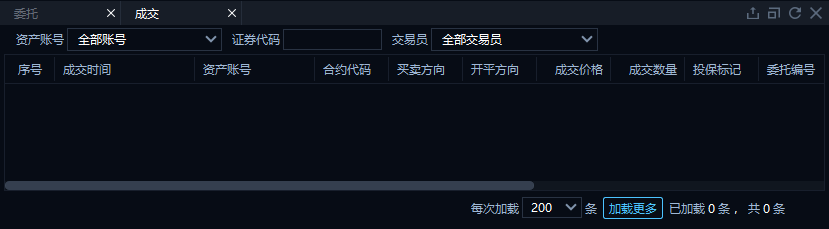 委托 成交
资产账号 全部账号 证券代码 交易员 全部交易员
序号 成交时间 资产账号 合约代码 买卖方向 开平方向 成交价格 成交数量 投保标记 委托编号
每次加载 200 条 加载更多 已加载 0 条， 共 0 条